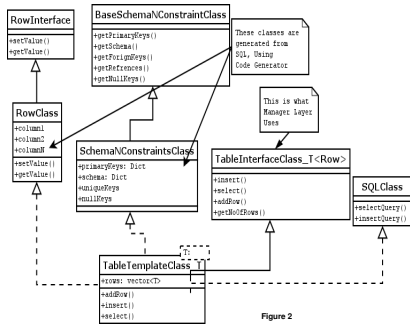 RowInterface
+setValue()
+getValue()
BaseSchemaNConstraintClass
+getPrimaryKeys()
+getSchema()
+getForignKeys()
+getRefrences()
+getNullKeys()
These classes are
generated from
SQl, Using
Code Generator
RowClass
+column1
+column2
+columnN
+setValue()
+getValue()
SchemaNConstraintsClass
+primaryKeys: Dict
+schema: Dict
+uniqueKeys
+nullKeys
This is what
Manager Layer
Uses
TableInterfaceClass_T<Row>
+insert()
+select()
+addRow()
+getNoOfRows()
SQLClass
+selectQuery()
+insertQuery()
T:
TableTemplateClass_T
+rows: vector<T>
+addRow()
+insert()
+select()
Figure 2